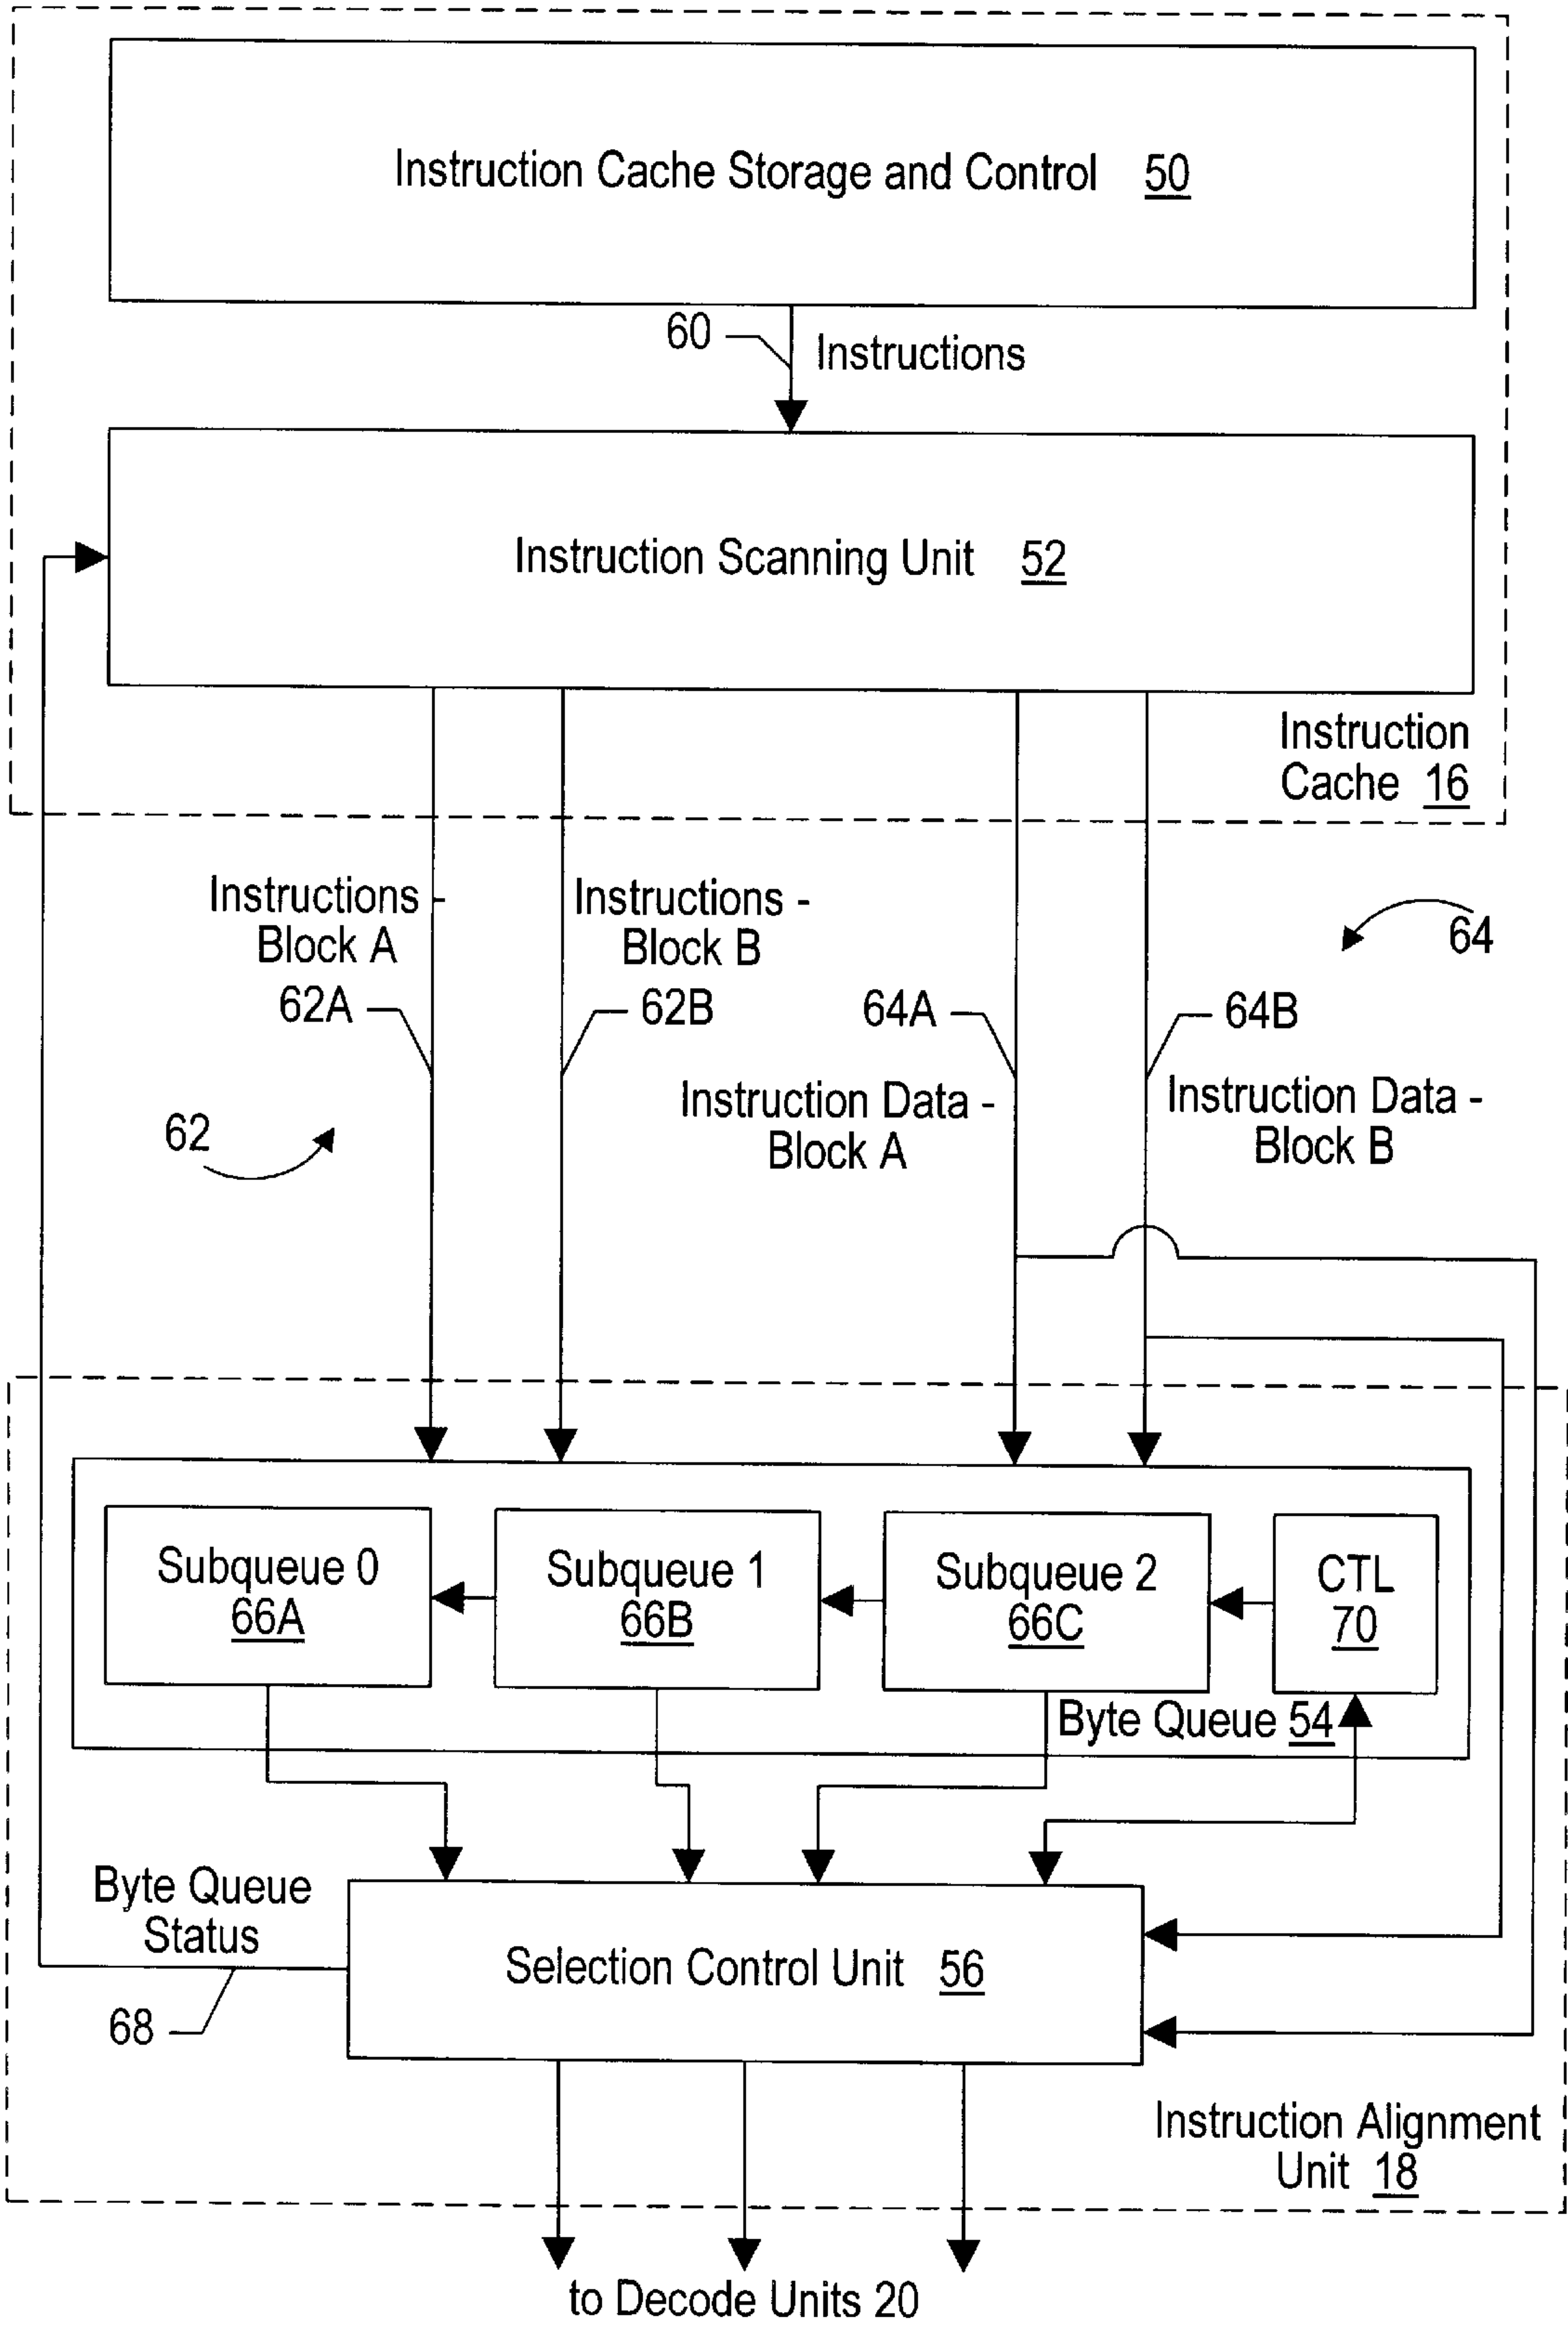 Instruction Cache Storage and Control 50
60
Instructions
Instruction Scanning Unit 52
Instruction
Cache 16
Instructions -
Block A
Instructions -
Block B
64
62A
62B
64A
64B
Instruction Data -
Block A
Instruction Data -
Block B
62
Subqueue 0
66A
Subqueue 1
66B
Subqueue 2
66C
CTL
70
Byte Queue 54
Byte Queue
Status
Selection Control Unit 56
68
Instruction Alignment
Unit 18
to Decode Units 20